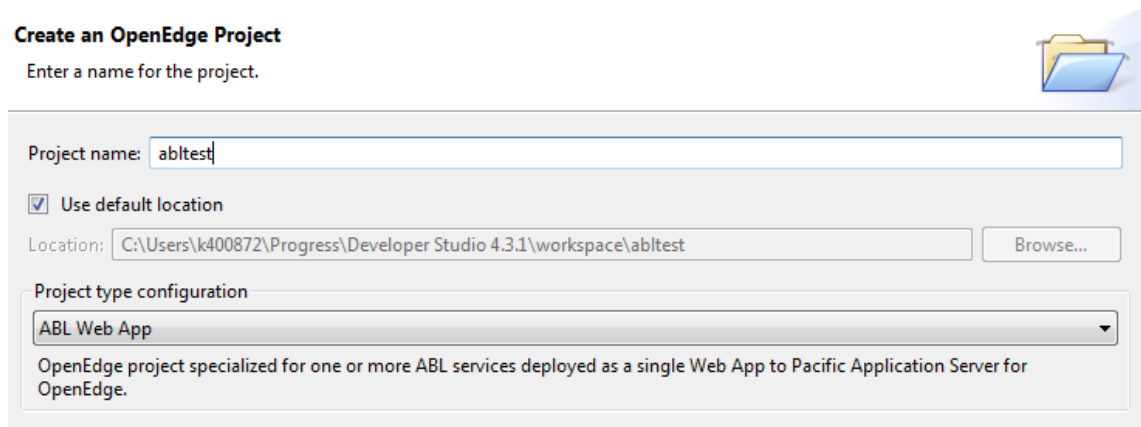 Create an OpenEdge Project
Enter a name for the project.
Project name: abltest
Use default location
Location: C:\Users\k400872\Progress\Developer Studio 4.3.1\workspace\abltest Browse...
Project type configuration
ABL Web App
OpenEdge project specialized for one or more ABL services deployed as a single Web App to Pacific Application Server for
OpenEdge.